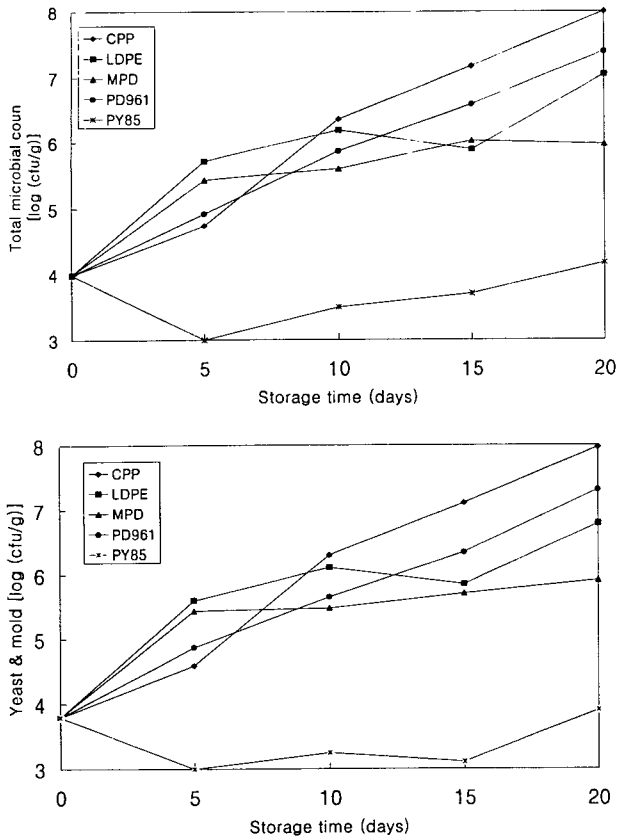 Total microbial coun
[log (cfu/g)]
8
7
6
5
4
3
CPP
LDPE
MPD
PD961
PY85
0 5 10 15 20
Storage time (days)
Yeast & mold [log (cfu/g)]
8
7
6
5
4
3
CPP
LDPE
MPD
PD961
PY85
0 5 10 15 20
Storage time (days)